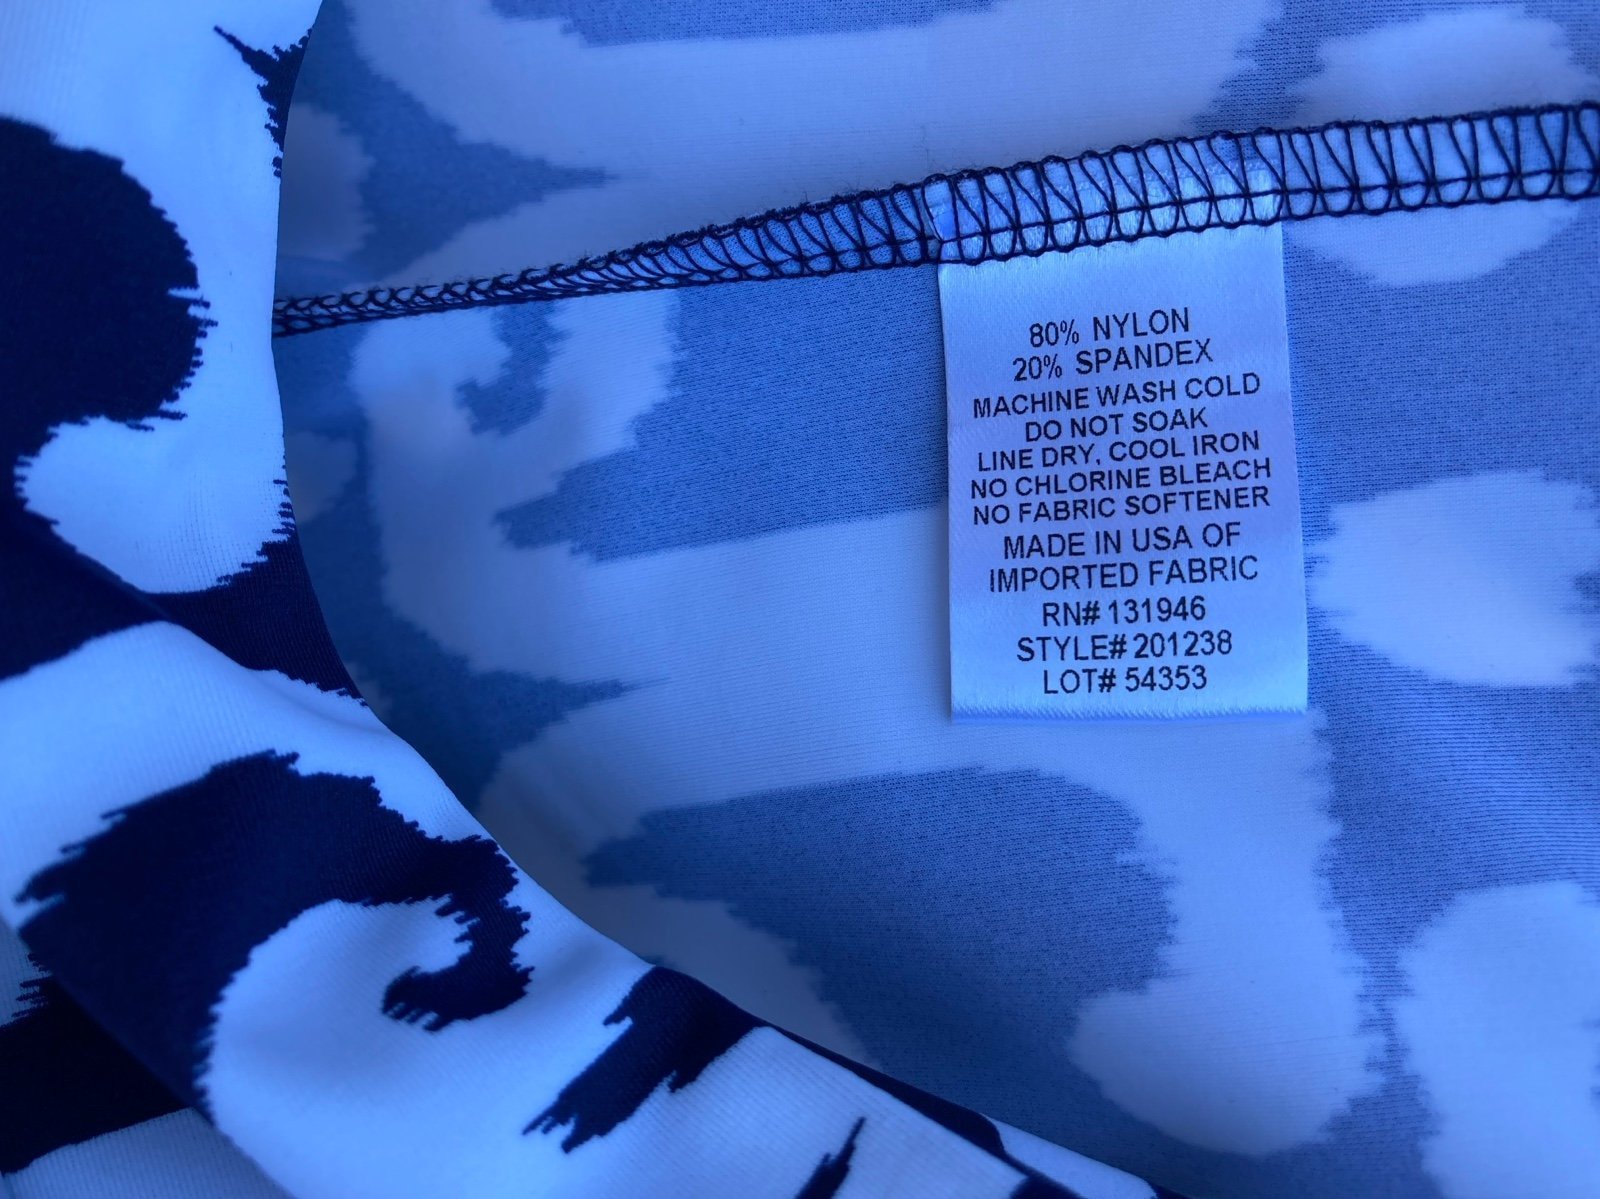 80% NYLON
20% SPANDEX
MACHINE WASH COLD
DO NOT SOAK
LINE DRY, COOL IRON
NO CHLORINE BLEACH
NO FABRIC SOFTENER
MADE IN USA OF
IMPORTED FABRIC
RN# 131946
STYLE# 201238
LOT# 54353